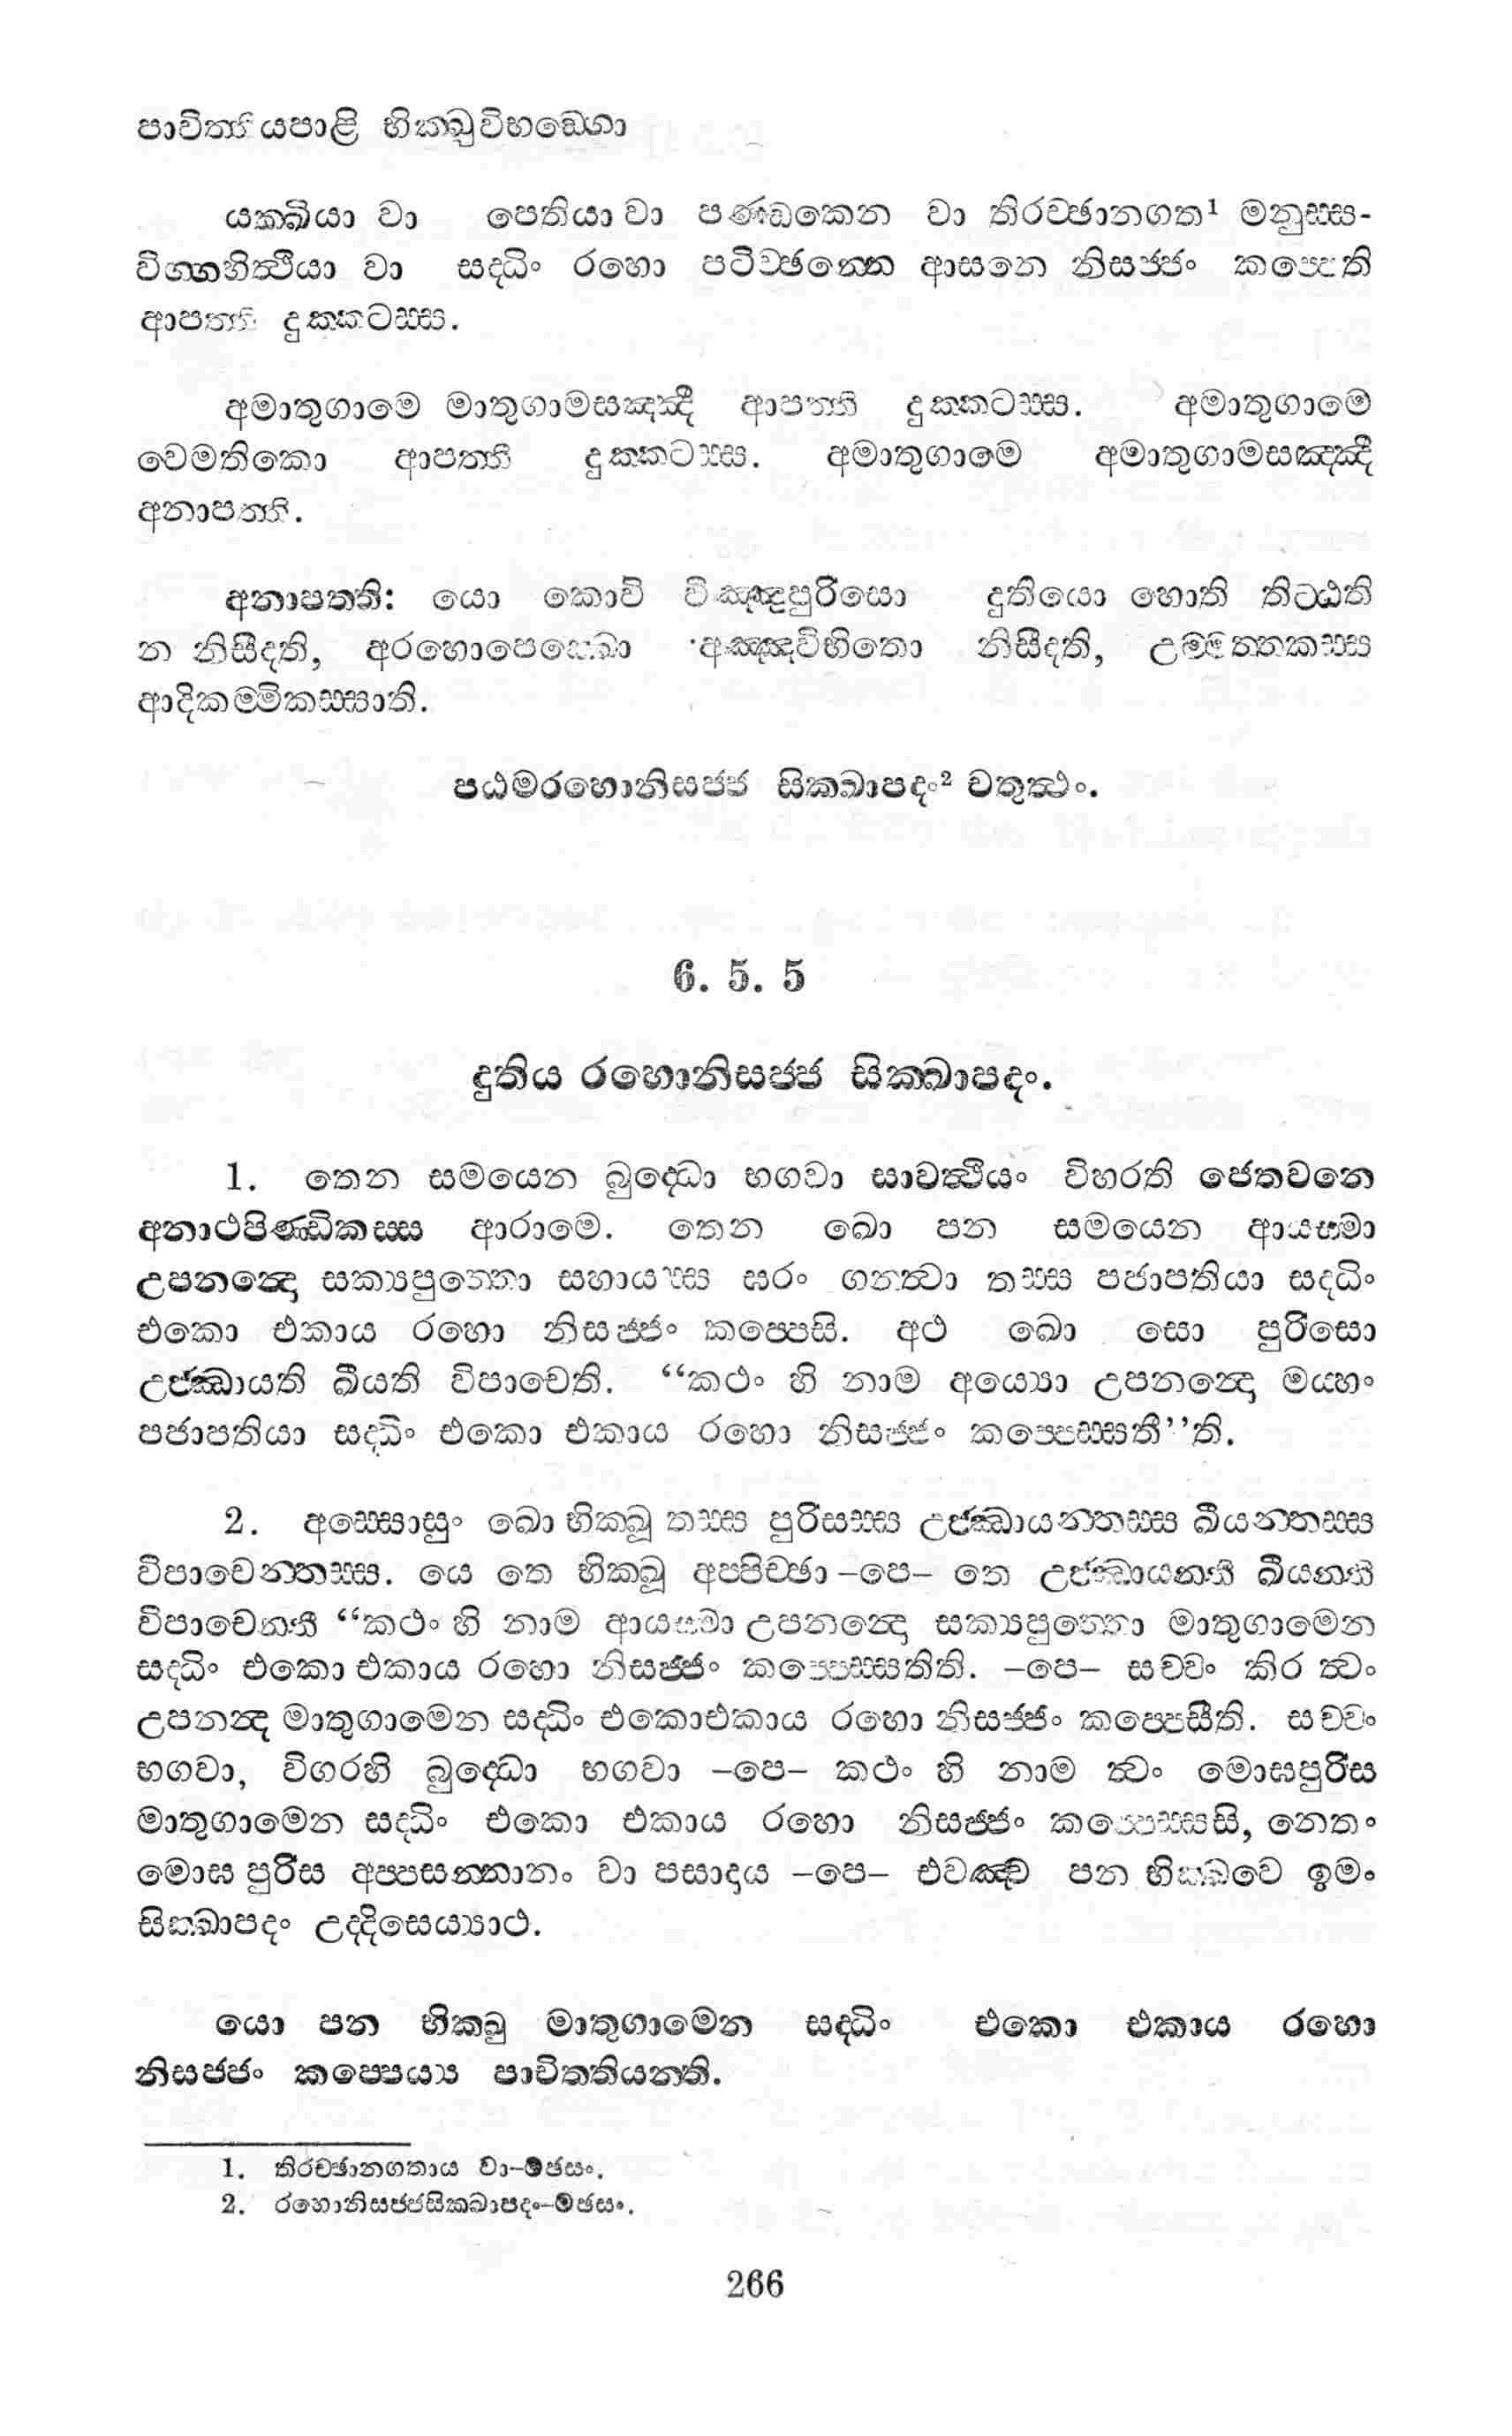 පාචිත්තියපාළි භික්ඛුවිභඞ්ගො
යක්ඛියා වා පෙතියා වා පණ්ඩකෙන වා තිරච්ඡානගත¹ මනුස්ස-
විග්ගහිත්ථියා වා සද්ධිං රහො පටිච්ඡන්නෙ ආසනෙ නිසජ්ජං කප්පෙති
ආපත්ති දුක්කටස්ස.
අමාතුගාමෙ මාතුගාමසඤ්ඤී ආපත්ති දුක්කටස්ස. අමාතුගාමෙ
වෙමතිකො ආපත්ති දුක්කටස්ස. අමාතුගාමෙ අමාතුගාමසඤ්ඤී
අනාපත්ති.
අනාපත්ති: යො කොචි විඤ්ඤූපුරිසො දුතියො හොති තිට්ඨති
න නිසීදති, අරහොපෙක්ඛො අඤ්ඤවිහිතො නිසීදති, උම්මත්තකස්ස
ආදිකම්මිකස්සාති.
පඨමරහොනිසජ්ජ සික්ඛාපදං² චතුත්ථං.
6. 5. 5
දුතිය රහොනිසජ්ජ සික්ඛාපදං.
1. තෙන සමයෙන බුද්ධො භගවා සාවත්ථියං විහරති ජෙතවනෙ
අනාථපිණ්ඩිකස්ස ආරාමෙ. තෙන ඛො පන සමයෙන ආයස්මා
උපනන්දො සක්‍යපුත්තො සහායස්ස ඝරං ගන්ත්වා තස්ස පජාපතියා සද්ධිං
එකො එකාය රහො නිසජ්ජං කප්පෙසි. අථ ඛො සො පුරිසො
උජ්ඣායති ඛීයති විපාචෙති. “කථං හි නාම අය්‍යො උපනන්දො මය්හං
පජාපතියා සද්ධිං එකො එකාය රහො නිසජ්ජං කප්පෙස්සතී’’ති.
2. අස්සොසුං ඛො භික්ඛූ තස්ස පුරිසස්ස උජ්ඣායන්තස්ස ඛීයන්තස්ස
විපාචෙන්තස්ස. යෙ තෙ භික්ඛූ අප්පිච්ඡා –පෙ– තෙ උජ්ඣායන්ති ඛීයන්ති
විපාචෙන්ති “කථං හි නාම ආයස්මා උපනන්දො සක්‍යපුත්තො මාතුගාමෙන
සද්ධිං එකො එකාය රහො නිසජ්ජං කප්පෙස්සතිති. –පෙ– සච්චං කිර ත්වං
උපනන්ද මාතුගාමෙන සද්ධිං එකොඑකාය රහො නිසජ්ජං කප්පෙසීති. සච්චං
භගවා, විගරහි බුද්ධො භගවා –පෙ– කථං හි නාම ත්වං මොඝපුරිස
මාතුගාමෙන සද්ධිං එකො එකාය රහො නිසජ්ජං කප්පෙස්සසි, නෙතං
මොඝ පුරිස අප්පසන්නානං වා පසාදාය –පෙ– එවඤ්ච පන භික්ඛවෙ ඉමං
සික්ඛාපදං උද්දිසෙය්‍යාථ.
යො පන භික්ඛු මාතුගාමෙන සද්ධිං එකො එකාය රහො
නිසජ්ජං කප්පෙය්‍ය පාචිත්තියන්ති.
1. තිරච්ඡානගතාය වා–මඡසං.
2. රහොනිසජ්ජසික්ඛාපදං–මඡසං.
266